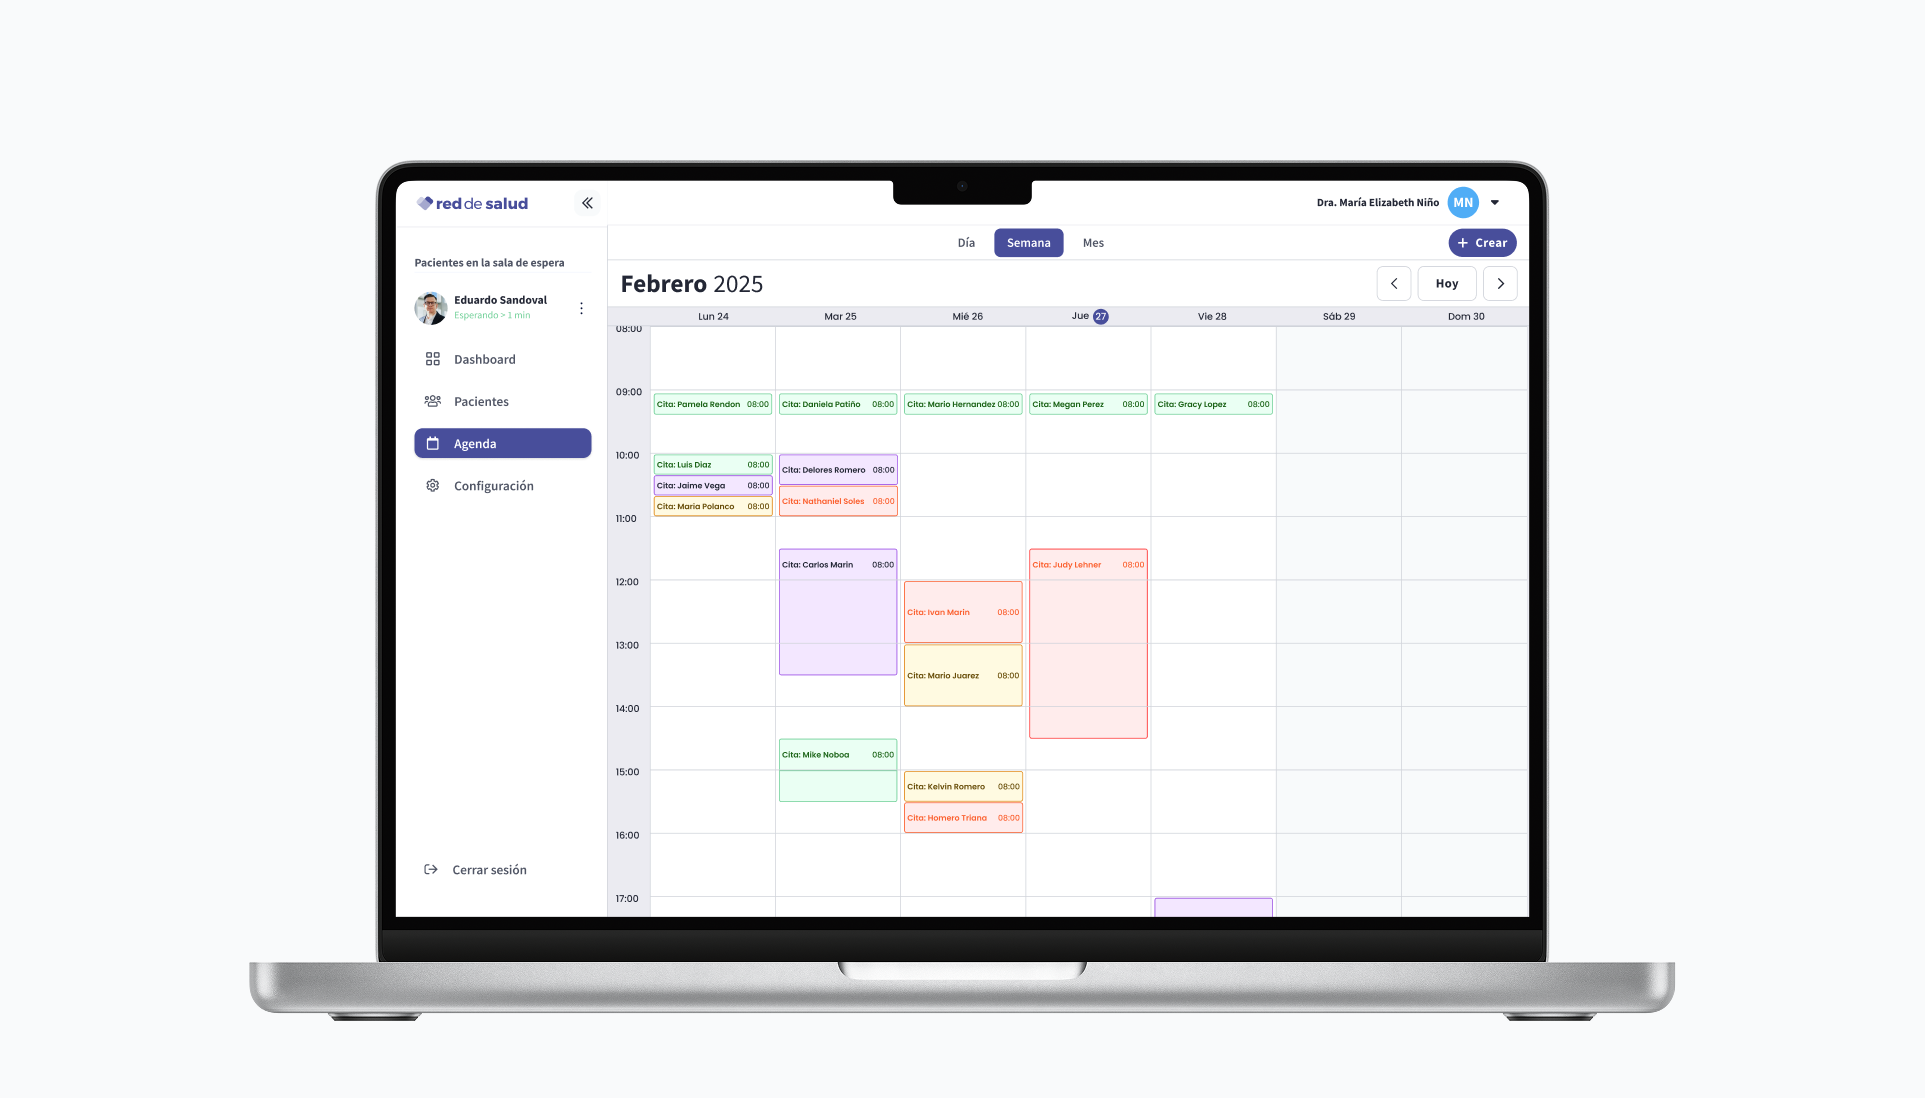 red de salud
Dra. María Elizabeth Niño MN
Pacientes en la sala de espera
Eduardo Sandoval
Esperando > 1 min
Dashboard
Pacientes
Agenda
Configuración
Cerrar sesión
Día Semana Mes + Crear
Febrero 2025 Hoy
Lun 24 Mar 25 Mié 26 Jue 27 Vie 28 Sáb 29 Dom 30
08:00
09:00
Cita: Pamela Rendon 08:00 Cita: Daniela Patiño 08:00 Cita: Mario Hernandez 08:00 Cita: Megan Perez 08:00 Cita: Gracy Lopez 08:00
10:00
Cita: Luis Diaz 08:00 Cita: Delores Romero 08:00
Cita: Jaime Vega 08:00
Cita: Nathaniel Soles 08:00
Cita: Maria Polanco 08:00
11:00
Cita: Carlos Marin 08:00 Cita: Judy Lehner 08:00
12:00
Cita: Ivan Marin 08:00
13:00
Cita: Mario Juarez 08:00
14:00
Cita: Mike Noboa 08:00
15:00
Cita: Kelvin Romero 08:00
Cita: Homero Triana 08:00
16:00
17:00